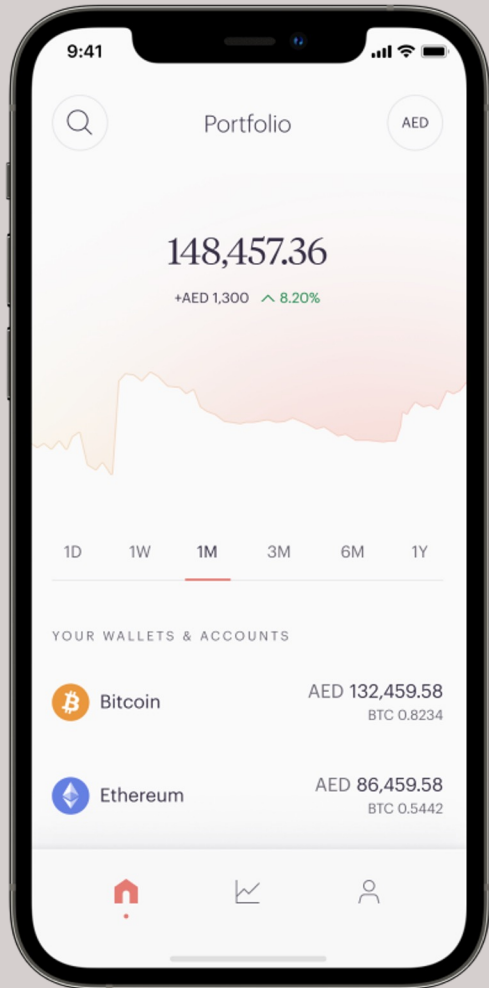 9:41
Portfolio
AED
148,457.36
+AED 1,300 8.20%
1D 1W 1M 3M 6M 1Y
YOUR WALLETS & ACCOUNTS
Bitcoin
AED 132,459.58
BTC 0.8234
Ethereum
AED 86,459.58
BTC 0.5442